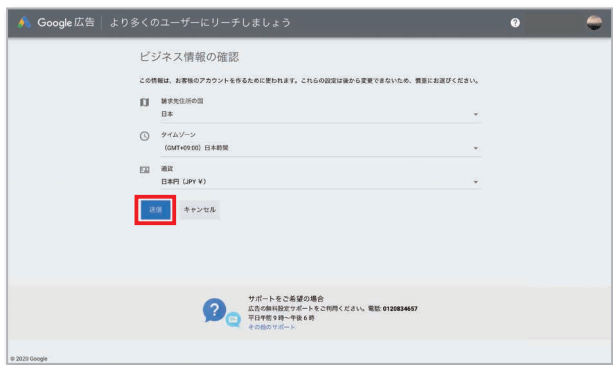 Google 広告 | より多くのユーザーにリーチしましょう
ビジネス情報の確認
この情報は、お客様のアカウントを作るために使われます。これらの設定は後から変更できないため、慎重にお選びください。
請求先住所の国
日本
タイムゾーン
(GMT+09:00) 日本時間
通貨
日本円 (JPY ¥)
送信 キャンセル
サポートをご希望の場合
広告の無料設定サポートをご利用ください。電話: 0120834657
平日午前 9 時～午後 6 時
その他のサポート
© 2020 Google